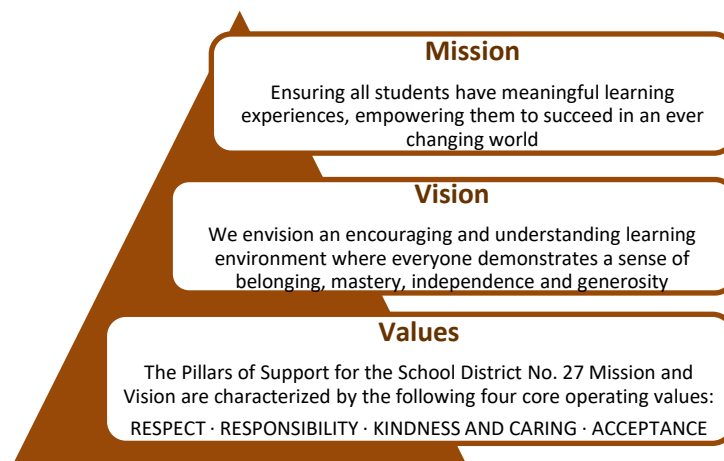 Mission
Ensuring all students have meaningful learning
experiences, empowering them to succeed in an ever
changing world
Vision
We envision an encouraging and understanding learning
environment where everyone demonstrates a sense of
belonging, mastery, independence and generosity
Values
The Pillars of Support for the School District No. 27 Mission and
Vision are characterized by the following four core operating values:
RESPECT · RESPONSIBILITY · KINDNESS AND CARING · ACCEPTANCE